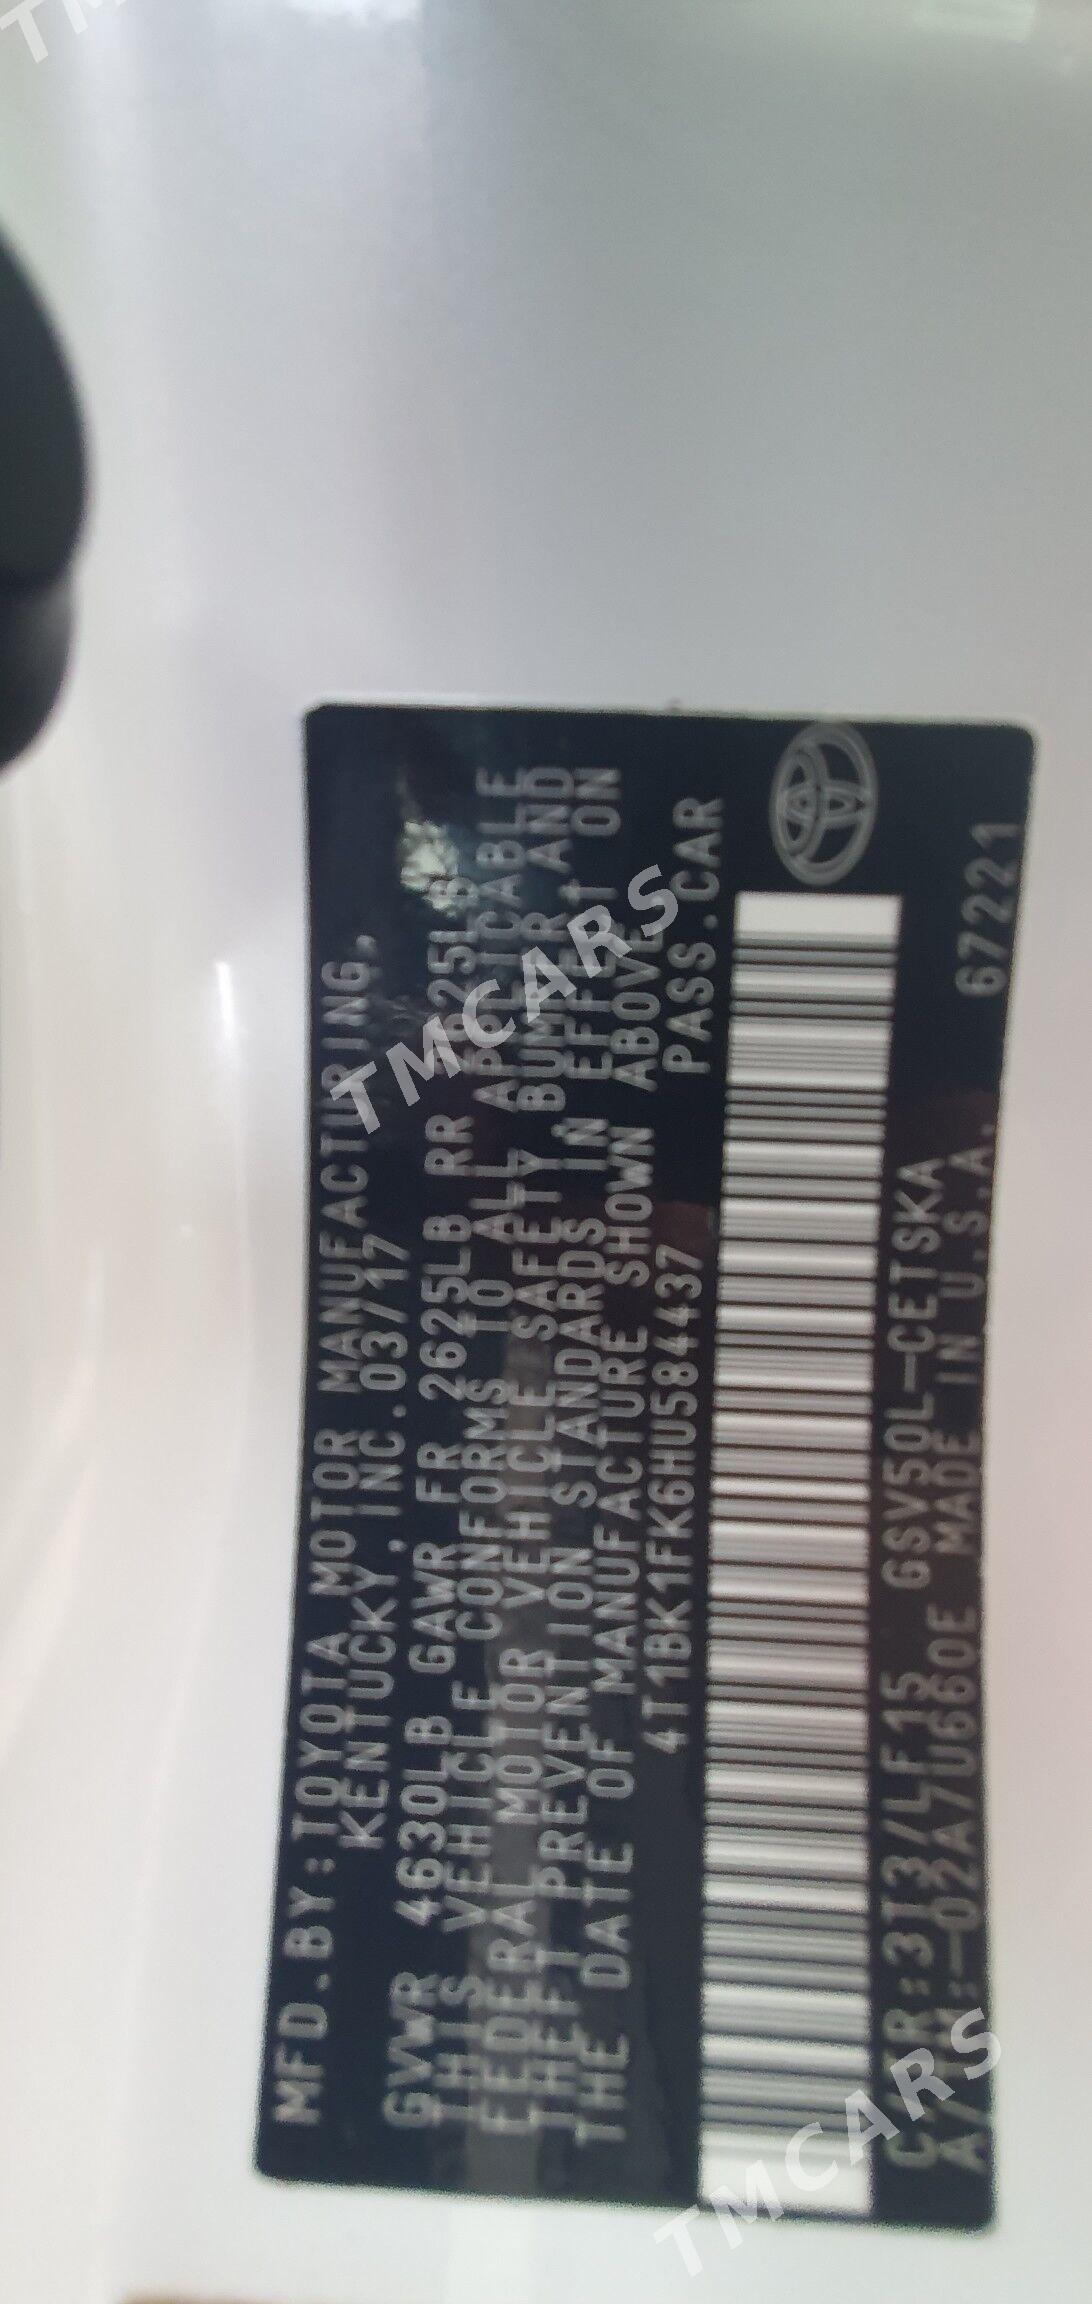 MFD.BY:TOYOTA MOTOR MANUFACTURING,
KENTUCKY, INC.03/17
GVWR 4630LB GAWR FR 2625LB RR 2625LB
THIS VEHICLE CONFORMS TO ALL APPLICABLE
FEDERAL MOTOR VEHICLE SAFETY BUMPER AND
THEFT PREVENTION STANDARDS IN EFFECT ON
THE DATE OF MANUFACTURE SHOWN ABOVE.
4T1BK1FK6HU584437 PASS.CAR
C/TR:3T3/LF15 GSV50L-CETSKA
A/TM:-02A/U660E MADE IN U.S.A. 67221
TMCARS
TMCARS